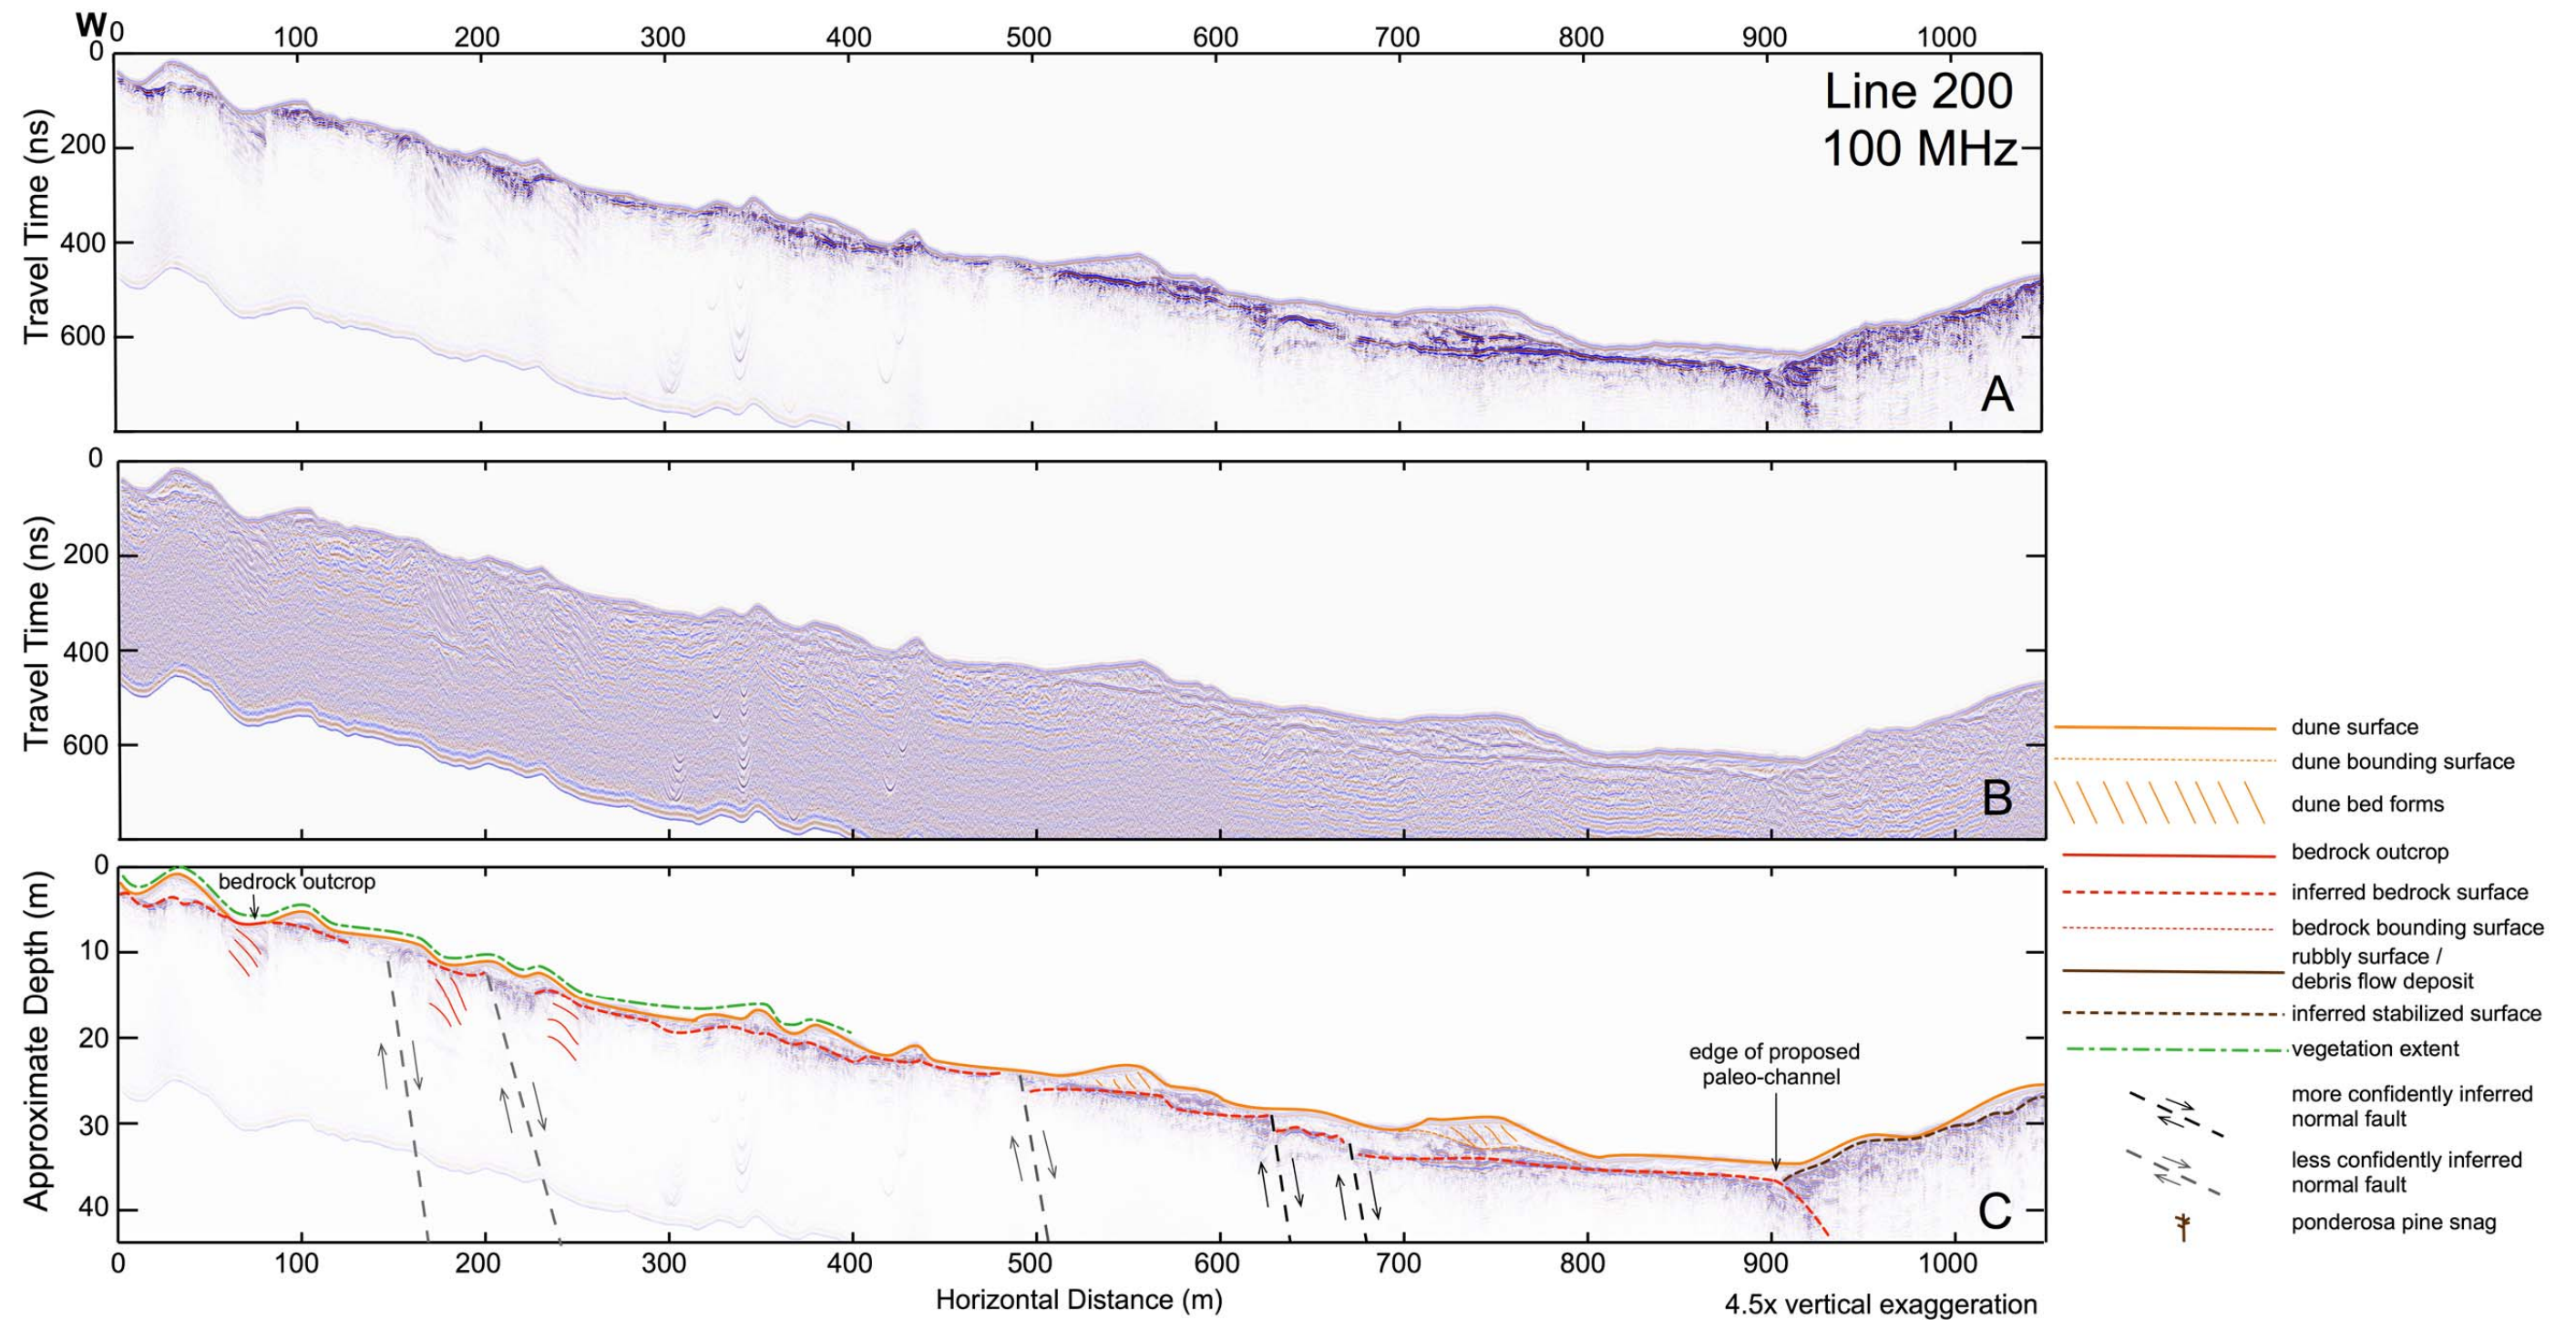 W 0 100 200 300 400 500 600 700 800 900 1000
0
200
400
600
Travel Time (ns)
Line 200
100 MHz
A
0
200
400
600
Travel Time (ns)
B
0
10
20
30
40
Approximate Depth (m)
bedrock outcrop
edge of proposed
paleo-channel
C
0 100 200 300 400 500 600 700 800 900 1000
Horizontal Distance (m)
4.5x vertical exaggeration
dune surface
dune bounding surface
dune bed forms
bedrock outcrop
inferred bedrock surface
bedrock bounding surface
rubbly surface /
debris flow deposit
inferred stabilized surface
vegetation extent
more confidently inferred
normal fault
less confidently inferred
normal fault
ponderosa pine snag